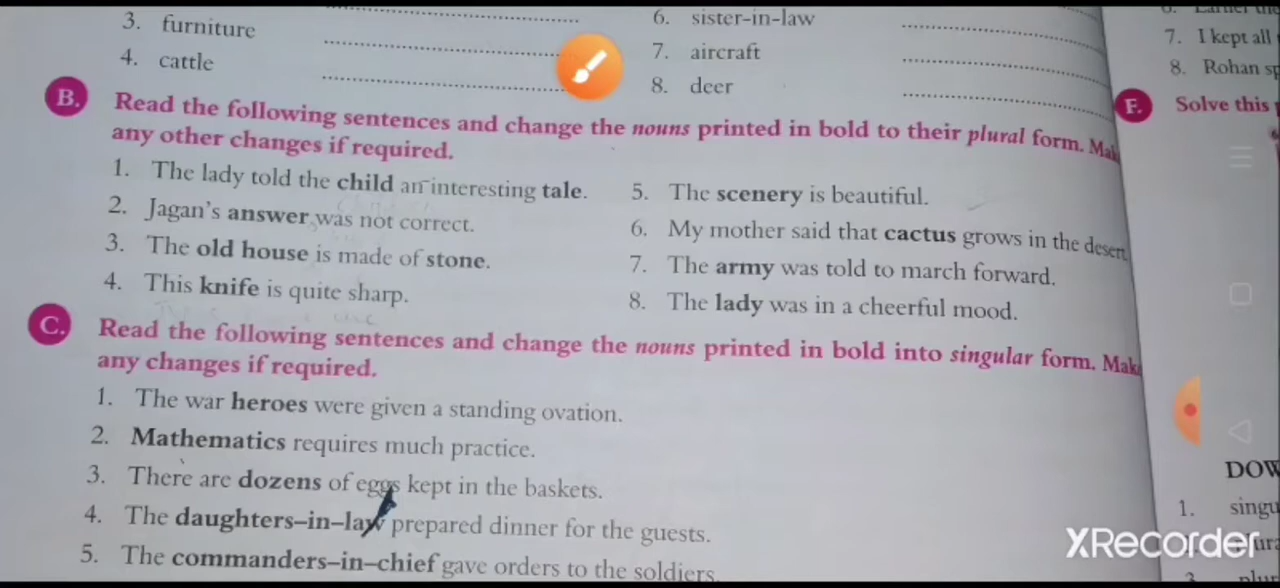 3. furniture
4. cattle
6. sister-in-law
7. aircraft
8. deer
B. Read the following sentences and change the nouns printed in bold to their plural form.
any other changes if required.
1. The lady told the child an interesting tale.
2. Jagan's answer was not correct.
3. The old house is made of stone.
4. This knife is quite sharp.
5. The scenery is beautiful.
6. My mother said that cactus grows in the desert.
7. The army was told to march forward.
8. The lady was in a cheerful mood.
C. Read the following sentences and change the nouns printed in bold into singular form.
any changes if required.
1. The war heroes were given a standing ovation.
2. Mathematics requires much practice.
3. There are dozens of eggs kept in the baskets.
4. The daughters-in-law prepared dinner for the guests.
5. The commanders-in-chief gave orders to the soldiers.
7. I kept all
8. Rohan
F. Solve this
1.
XRecorder